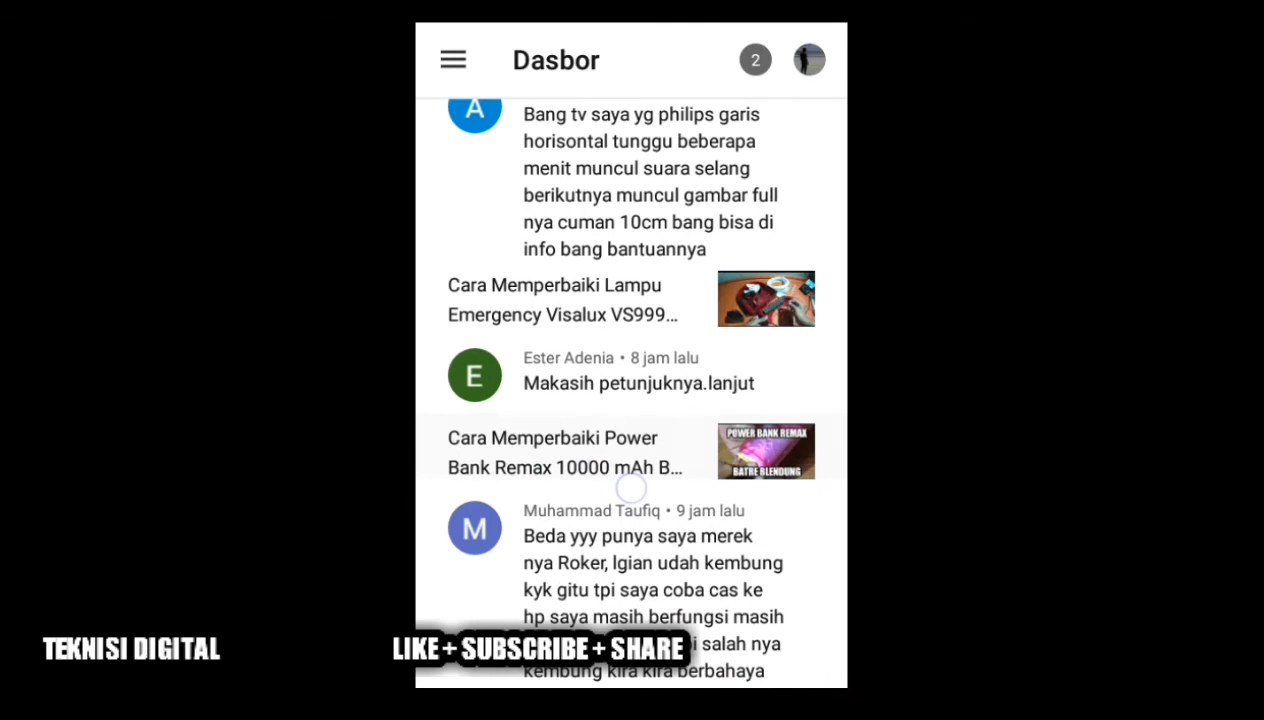 Dasbor
2
A
Bang tv saya yg philips garis
horisontal tunggu beberapa
menit muncul suara selang
berikutnya muncul gambar full
nya cuman 10cm bang bisa di
info bang bantuannya
Cara Memperbaiki Lampu
Emergency Visalux VS999...
E
Ester Adenia • 8 jam lalu
Makasih petunjuknya.lanjut
Cara Memperbaiki Power
Bank Remax 10000 mAh B...
POWER BANK REMAX
BATRE BLENDUNG
M
Muhammad Taufiq • 9 jam lalu
Beda yyy punya saya merek
nya Roker, lgian udah kembung
kyk gitu tpi saya coba cas ke
hp saya masih berfungsi masih
salah nya
kembung kira kira berbahaya
TEKNISI DIGITAL
LIKE + SUBSCRIBE + SHARE